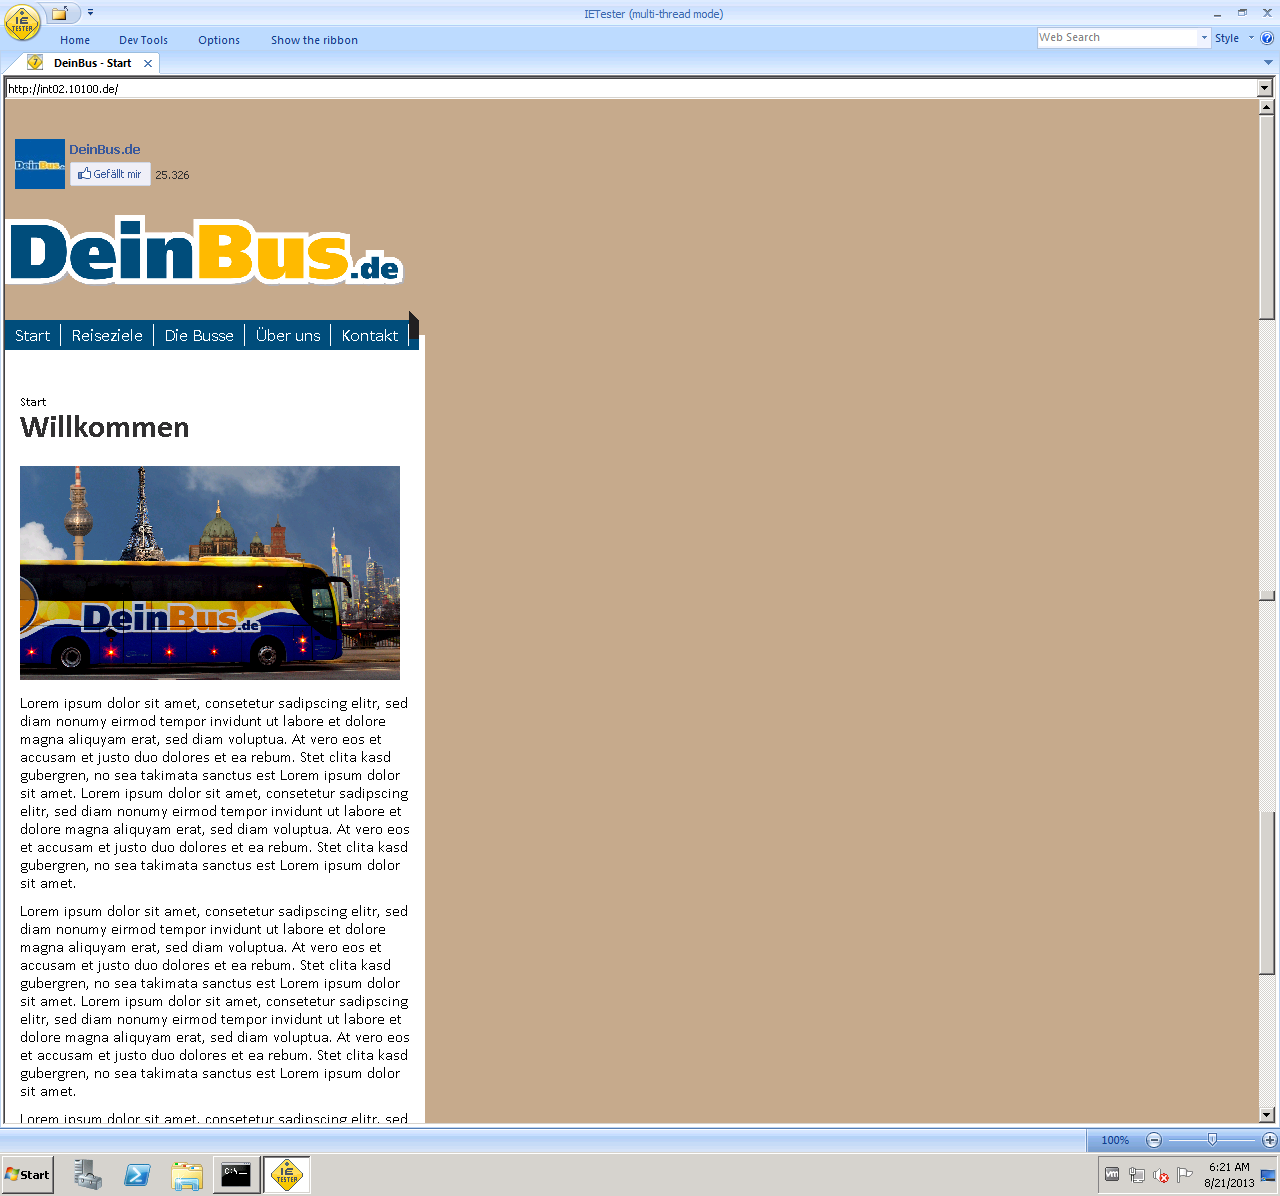 IETester (multi-thread mode)
IE
TESTER
Home
Dev Tools
Options
Show the ribbon
Web Search
Style
DeinBus - Start
http://int02.10100.de/
DeinBus
DeinBus.de
Gefällt mir
25.326
DeinBus.de
Start
Reiseziele
Die Busse
Über uns
Kontakt
Start
Willkommen
DeinBus.de
Lorem ipsum dolor sit amet, consetetur sadipscing elitr, sed
diam nonumy eirmod tempor invidunt ut labore et dolore
magna aliquyam erat, sed diam voluptua. At vero eos et
accusam et justo duo dolores et ea rebum. Stet clita kasd
gubergren, no sea takimata sanctus est Lorem ipsum dolor
sit amet. Lorem ipsum dolor sit amet, consetetur sadipscing
elitr, sed diam nonumy eirmod tempor invidunt ut labore et
dolore magna aliquyam erat, sed diam voluptua. At vero eos
et accusam et justo duo dolores et ea rebum. Stet clita kasd
gubergren, no sea takimata sanctus est Lorem ipsum dolor
sit amet.
Lorem ipsum dolor sit amet, consetetur sadipscing elitr, sed
diam nonumy eirmod tempor invidunt ut labore et dolore
magna aliquyam erat, sed diam voluptua. At vero eos et
accusam et justo duo dolores et ea rebum. Stet clita kasd
gubergren, no sea takimata sanctus est Lorem ipsum dolor
sit amet. Lorem ipsum dolor sit amet, consetetur sadipscing
elitr, sed diam nonumy eirmod tempor invidunt ut labore et
dolore magna aliquyam erat, sed diam voluptua. At vero eos
et accusam et justo duo dolores et ea rebum. Stet clita kasd
gubergren, no sea takimata sanctus est Lorem ipsum dolor
sit amet.
Lorem ipsum dolor sit amet, consetetur sadipscing elitr, sed
100%
Start
C:\
IE
TESTER
vm
6:21 AM
8/21/2013